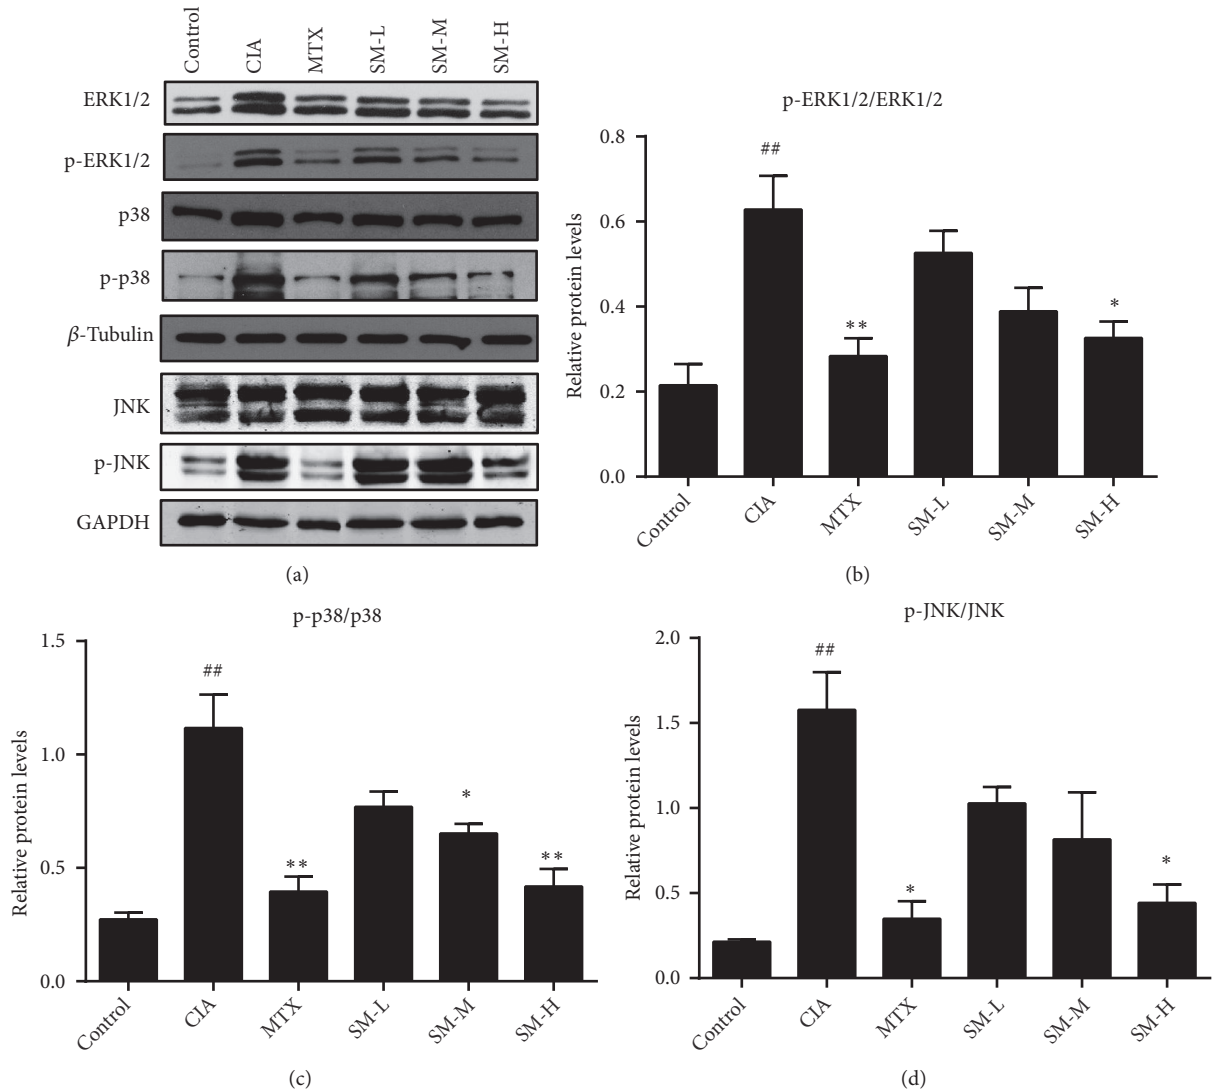 Control CIA MTX SM-L SM-M SM-H
ERK1/2
p-ERK1/2
p38
p-p38
β-Tubulin
JNK
p-JNK
GAPDH
(a)
p-ERK1/2/ERK1/2
Relative protein levels
0.8
0.6
0.4
0.2
0.0
##
**
*
Control CIA MTX SM-L SM-M SM-H
(b)
p-p38/p38
Relative protein levels
1.5
1.0
0.5
0.0
##
**
*
**
Control CIA MTX SM-L SM-M SM-H
(c)
p-JNK/JNK
Relative protein levels
2.0
1.5
1.0
0.5
0.0
##
*
*
Control CIA MTX SM-L SM-M SM-H
(d)